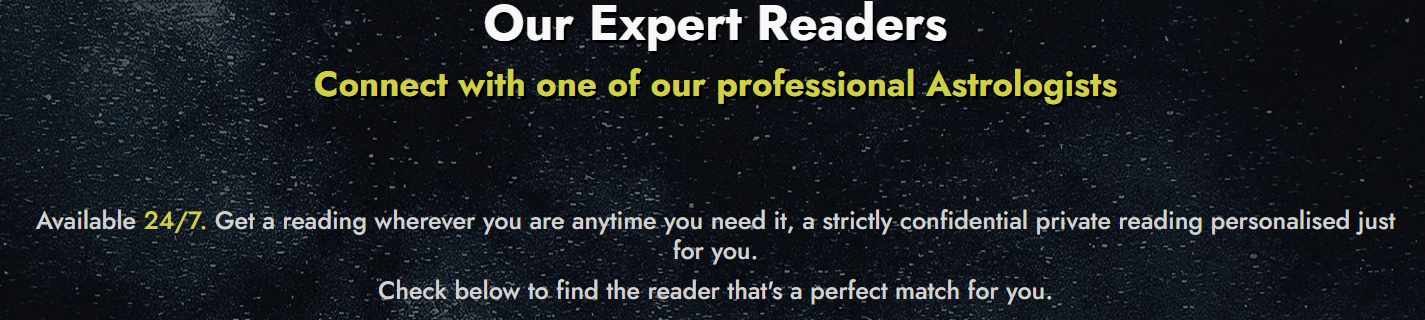 Our Expert Readers
Connect with one of our professional Astrologists
Available 24/7. Get a reading wherever you are anytime you need it, a strictly confidential private reading personalised just
for you.
Check below to find the reader that's a perfect match for you.